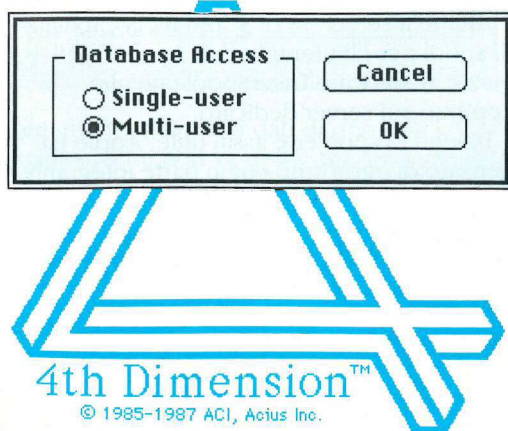 Database Access
Single-user
Multi-user
Cancel
OK
4th Dimension™
© 1985-1987 ACI, Acius Inc.